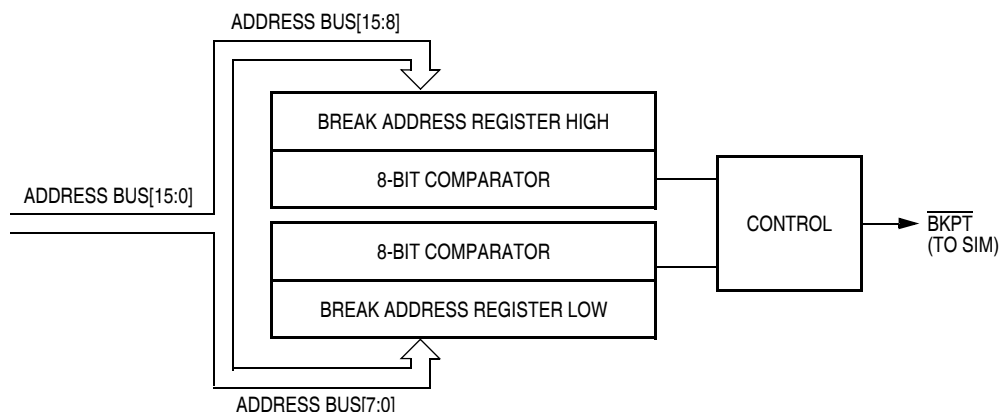 ADDRESS BUS[15:8]
BREAK ADDRESS REGISTER HIGH
8-BIT COMPARATOR
ADDRESS BUS[15:0]
CONTROL
BKPT
(TO SIM)
8-BIT COMPARATOR
BREAK ADDRESS REGISTER LOW
ADDRESS BUS[7:0]